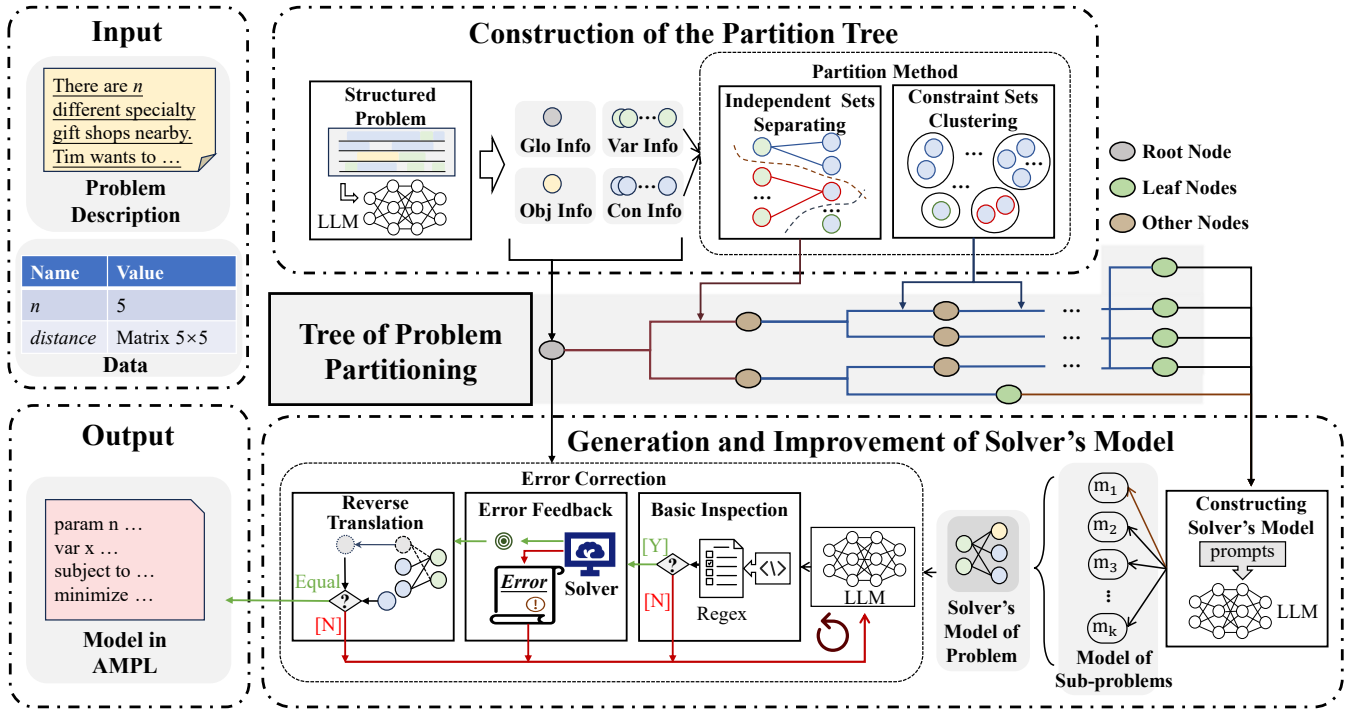 Input
There are n
different specialty
gift shops nearby.
Tim wants to …
Problem
Description
Name Value
n 5
distance Matrix 5×5
Data
Construction of the Partition Tree
Structured
Problem
LLM
Glo Info
Var Info
Obj Info
Con Info
Partition Method
Independent Sets
Separating
...
Constraint Sets
Clustering
...
...
...
Root Node
Leaf Nodes
Other Nodes
Tree of Problem
Partitioning
...
...
Output
param n …
var x …
subject to …
minimize …
Model in
AMPL
Generation and Improvement of Solver's Model
Error Correction
Reverse
Translation
Equal
?
[N]
Error Feedback
Solver
Error
!
Basic Inspection
[Y]
?
[N]
</>
Regex
LLM
Solver's
Model of
Problem
m1
m2
m3
⋮
mk
Model of
Sub-problems
Constructing
Solver's Model
prompts
LLM